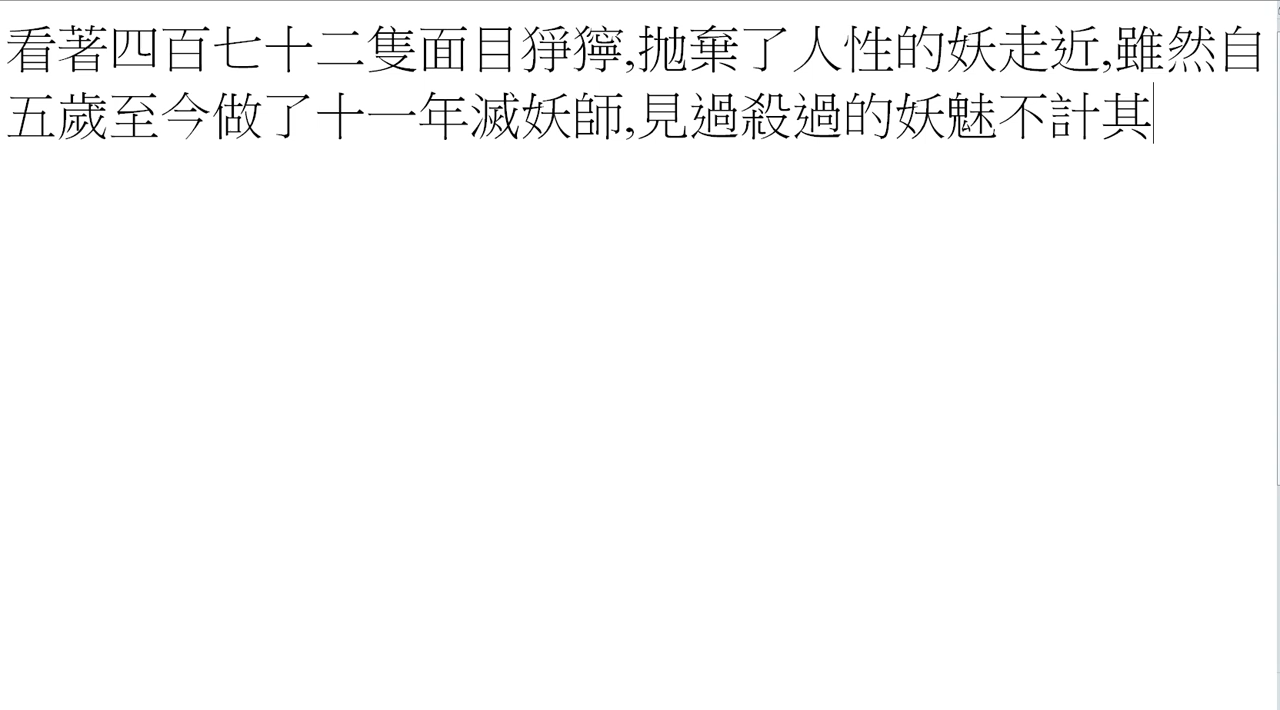 看著四百七十二隻面目猙獰,拋棄了人性的妖走近,雖然自
五歲至今做了十一年滅妖師,見過殺過的妖魅不計其